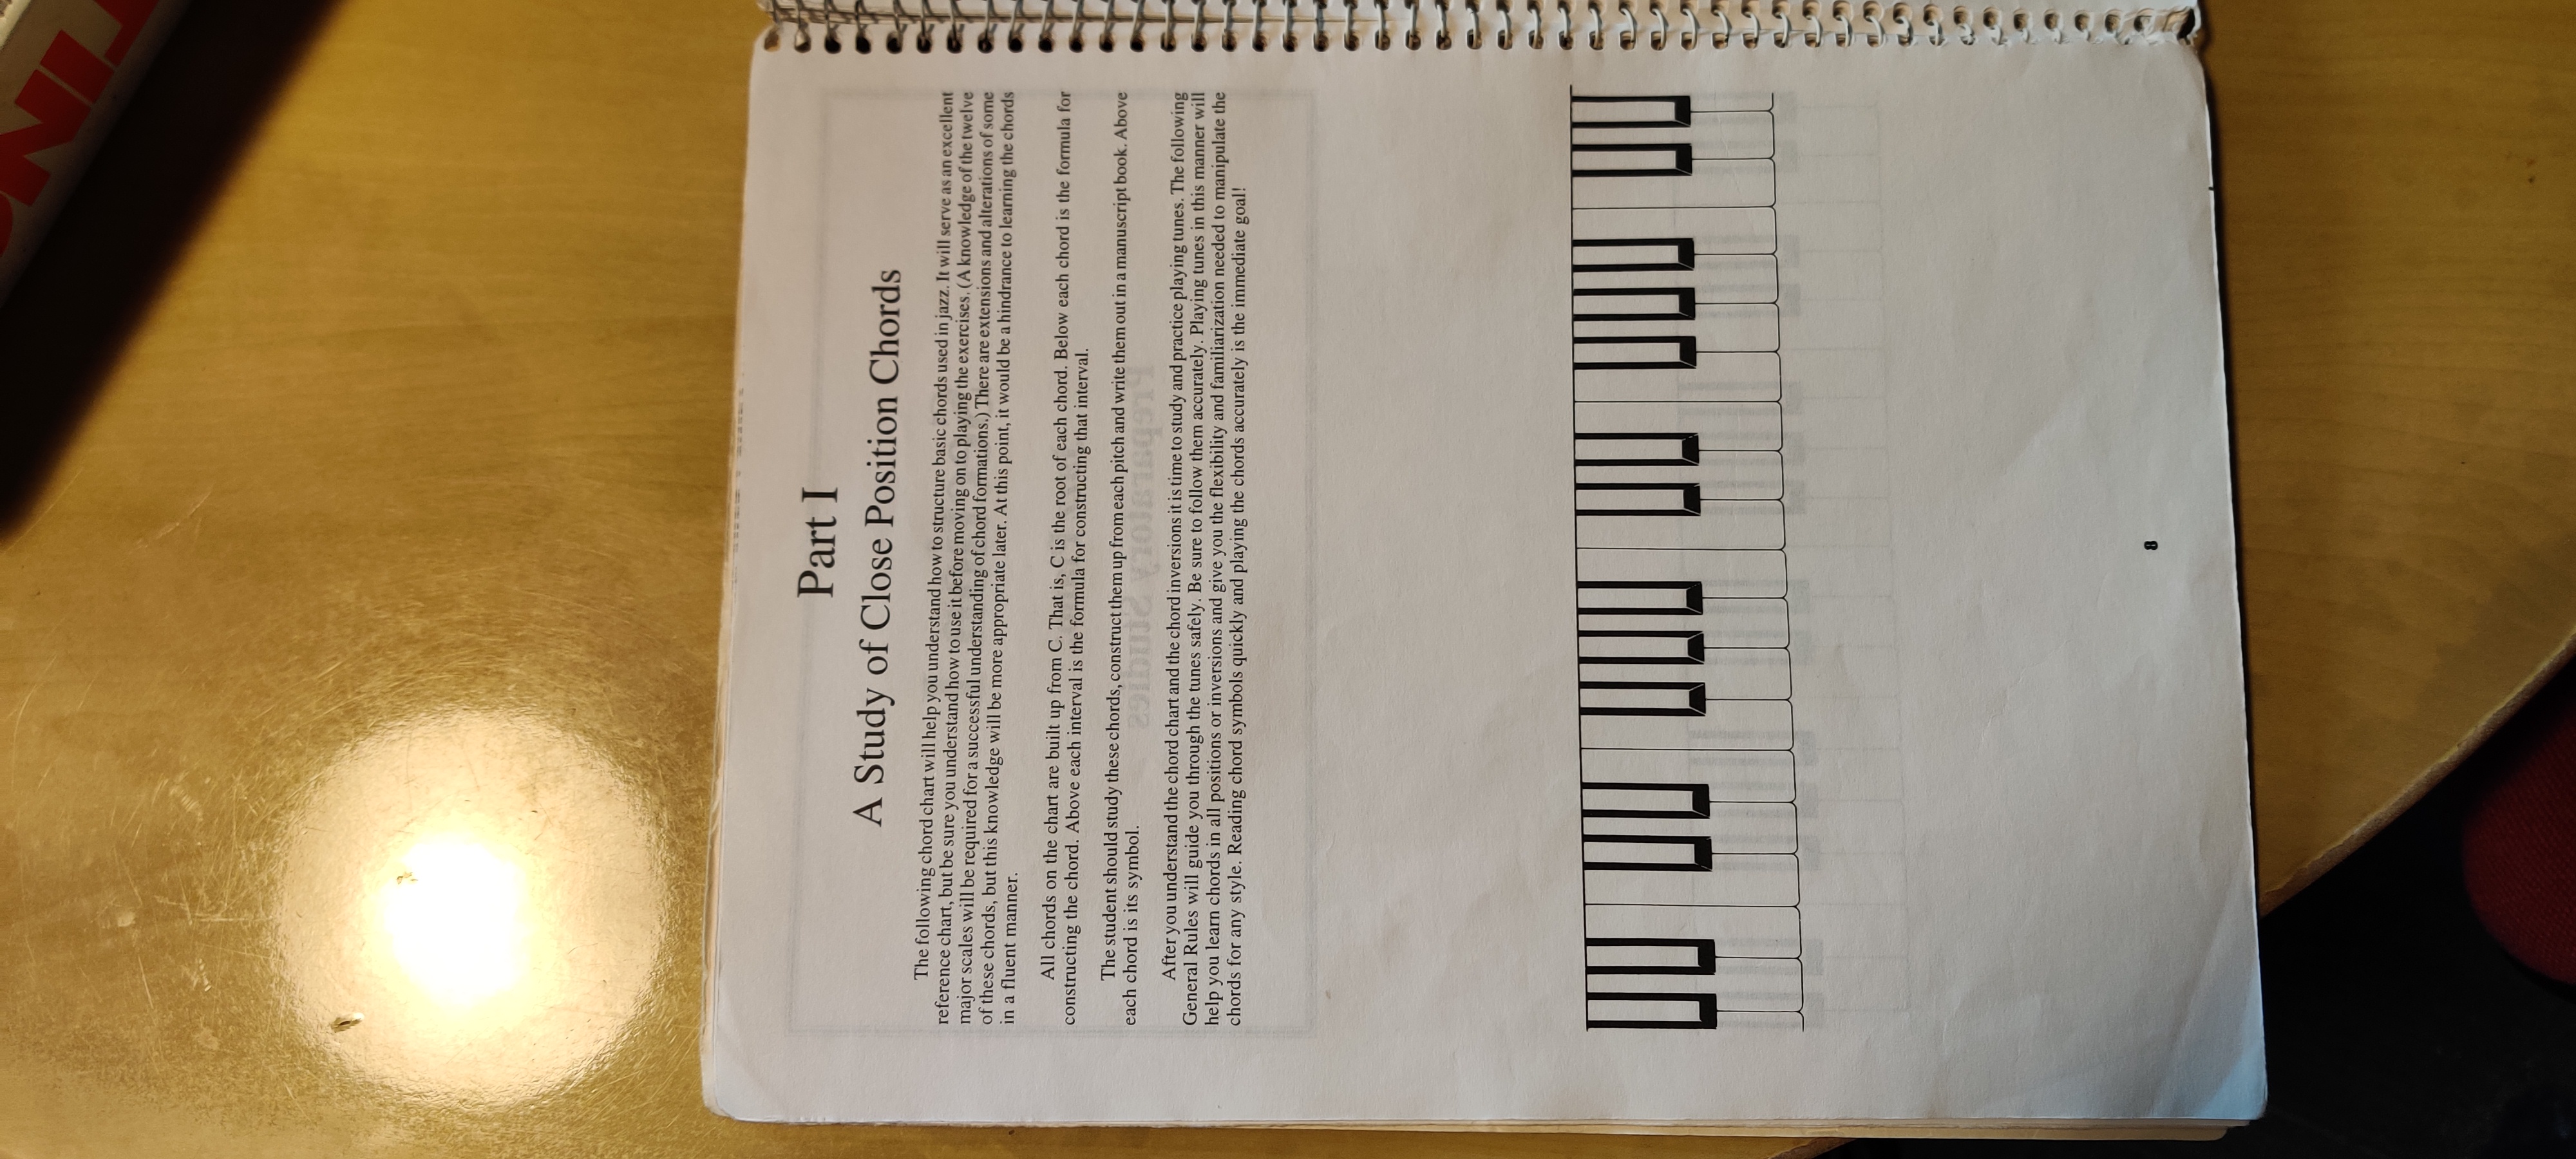 Part I
A Study of Close Position Chords
The following chord chart will help you understand how to structure basic chords used in jazz. It will serve as an excellent
reference chart, but be sure you understand how to use it before moving on to playing the exercises. (A knowledge of the twelve
major scales will be required for a successful understanding of chord formations.) There are extensions and alterations of some
of these chords, but this knowledge will be more appropriate later. At this point, it would be a hindrance to learning the chords
in a fluent manner.
All chords on the chart are built up from C. That is, C is the root of each chord. Below each chord is the formula for
constructing the chord. Above each interval is the formula for constructing that interval.
The student should study these chords, construct them up from each pitch and write them out in a manuscript book. Above
each chord is its symbol.
After you understand the chord chart and the chord inversions it is time to study and practice playing tunes. The following
General Rules will guide you through the tunes safely. Be sure to follow them accurately. Playing tunes in this manner will
help you learn chords in all positions or inversions and give you the flexibility and familiarization needed to manipulate the
chords for any style. Reading chord symbols quickly and playing the chords accurately is the immediate goal!
8